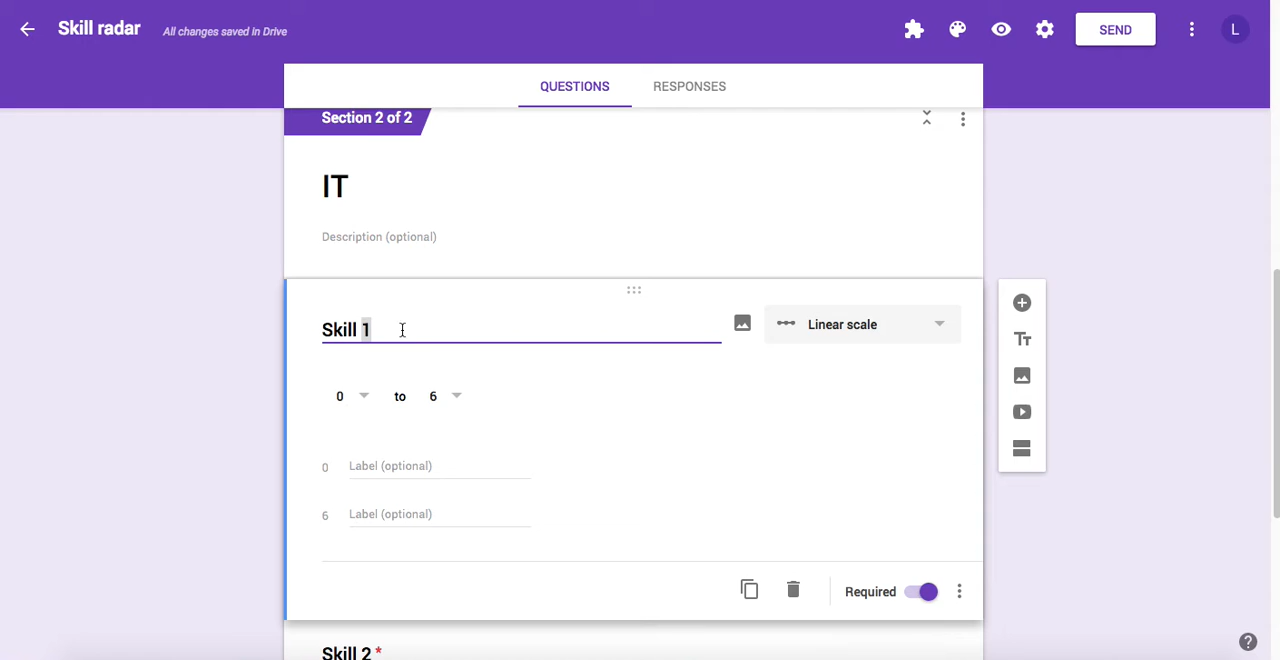 Skill radar
All changes saved in Drive
SEND
L
QUESTIONS
RESPONSES
Section 2 of 2
IT
Description (optional)
Skill 1
Linear scale
0 to 6
0 Label (optional)
6 Label (optional)
Required
Skill 2 *